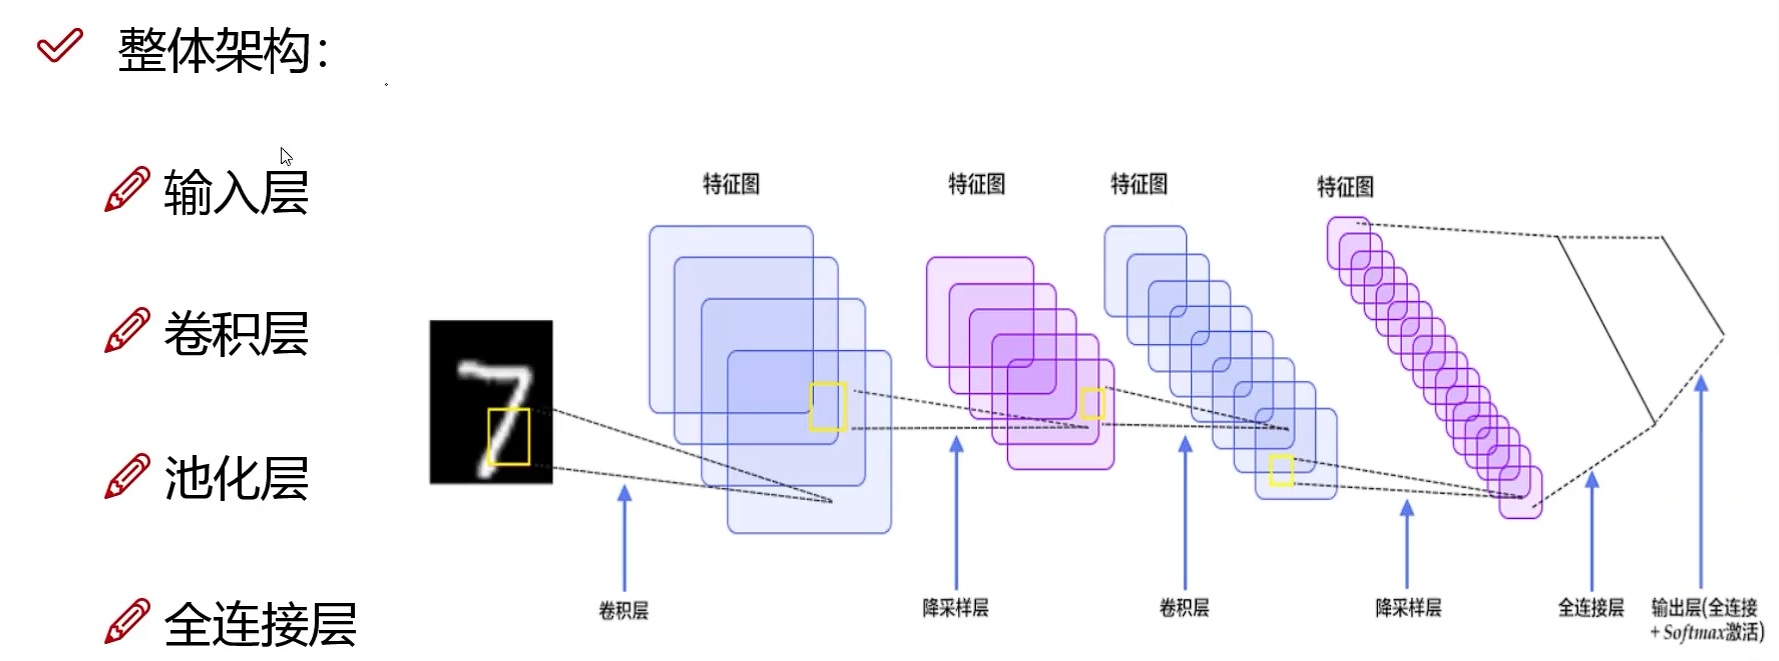 整体架构：
输入层
卷积层
池化层
全连接层
特征图
特征图
特征图
特征图
7
卷积层
降采样层
卷积层
降采样层
全连接层
输出层(全连接
+ Softmax激活)